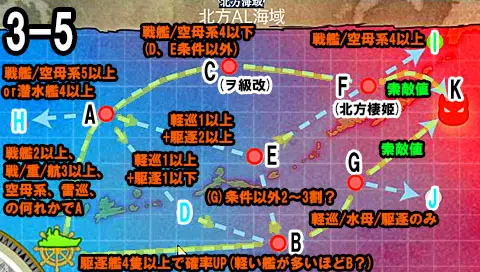 北方海域
北方AL海域
3-5
戦艦/空母系4以下
(D、E条件以外)
戦艦/空母系4以上
I
戦艦/空母系5以上
or潜水艦4以上
C
(ヲ級改)
F
(北方棲姫)
K
索敵値
H
A
軽巡1以上
+駆逐2以上
戦艦2以上、
戦/重/航3以上、
空母系、雷巡、
の何れかでA
軽巡1以上
+駆逐1以下
E
G
索敵値
(G)条件以外2～3割?
J
D
軽巡/水母/駆逐のみ
B
駆逐艦4隻以上で確率UP(軽い艦が多いほどB?)